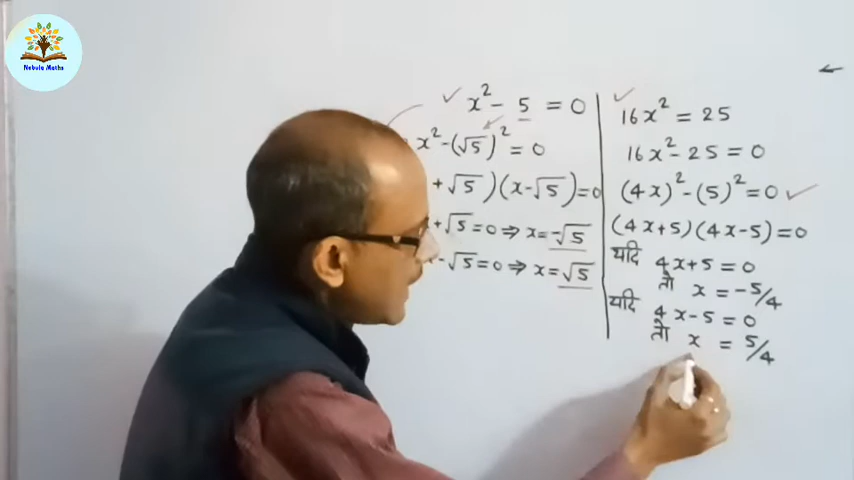 Nebula Maths
x² - 5 = 0
x² - (√5)² = 0
+ √5)(x - √5) = 0
+ √5 = 0 ⇒ x = -√5
x - √5 = 0 ⇒ x = √5
16x² = 25
16x² - 25 = 0
(4x)² - (5)² = 0
(4x+5)(4x-5) = 0
यदि 4x+5 = 0
तो x = -5/4
यदि 4x-5 = 0
तो x = 5/4